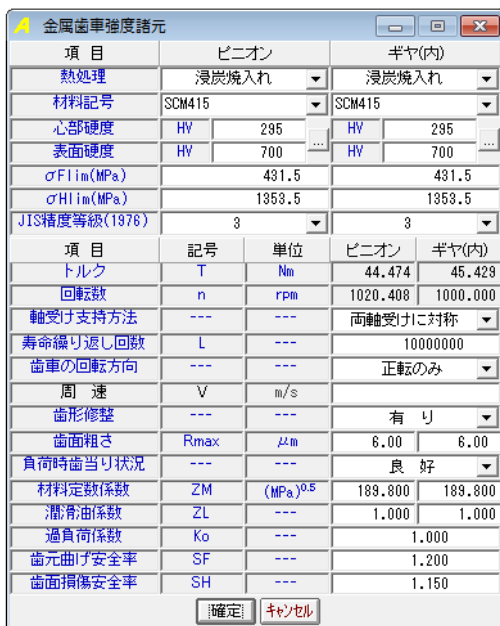 金属歯車強度諸元
項 目 ピニオン ギヤ(内)
熱処理 浸炭焼入れ 浸炭焼入れ
材料記号 SCM415 SCM415
心部硬度 HV 295 HV 295
表面硬度 HV 700 ... HV 700 ...
σFlim(MPa) 431.5 431.5
σHlim(MPa) 1353.5 1353.5
JIS精度等級(1976) 3 3
項 目 記号 単位 ピニオン ギヤ(内)
トルク T Nm 44.474 45.429
回転数 n rpm 1020.408 1000.000
軸受け支持方法 --- --- 両軸受けに対称
寿命繰り返し回数 L --- 10000000
歯車の回転方向 --- --- 正転のみ
周 速 V m/s
歯形修整 --- --- 有 り
歯面粗さ Rmax μm 6.00 6.00
負荷時歯当り状況 --- --- 良 好
材料定数係数 ZM (MPa)^0.5 189.800 189.800
潤滑油係数 ZL --- 1.000 1.000
過負荷係数 Ko --- 1.000
歯元曲げ安全率 SF --- 1.200
歯面損傷安全率 SH --- 1.150
確定 キャンセル